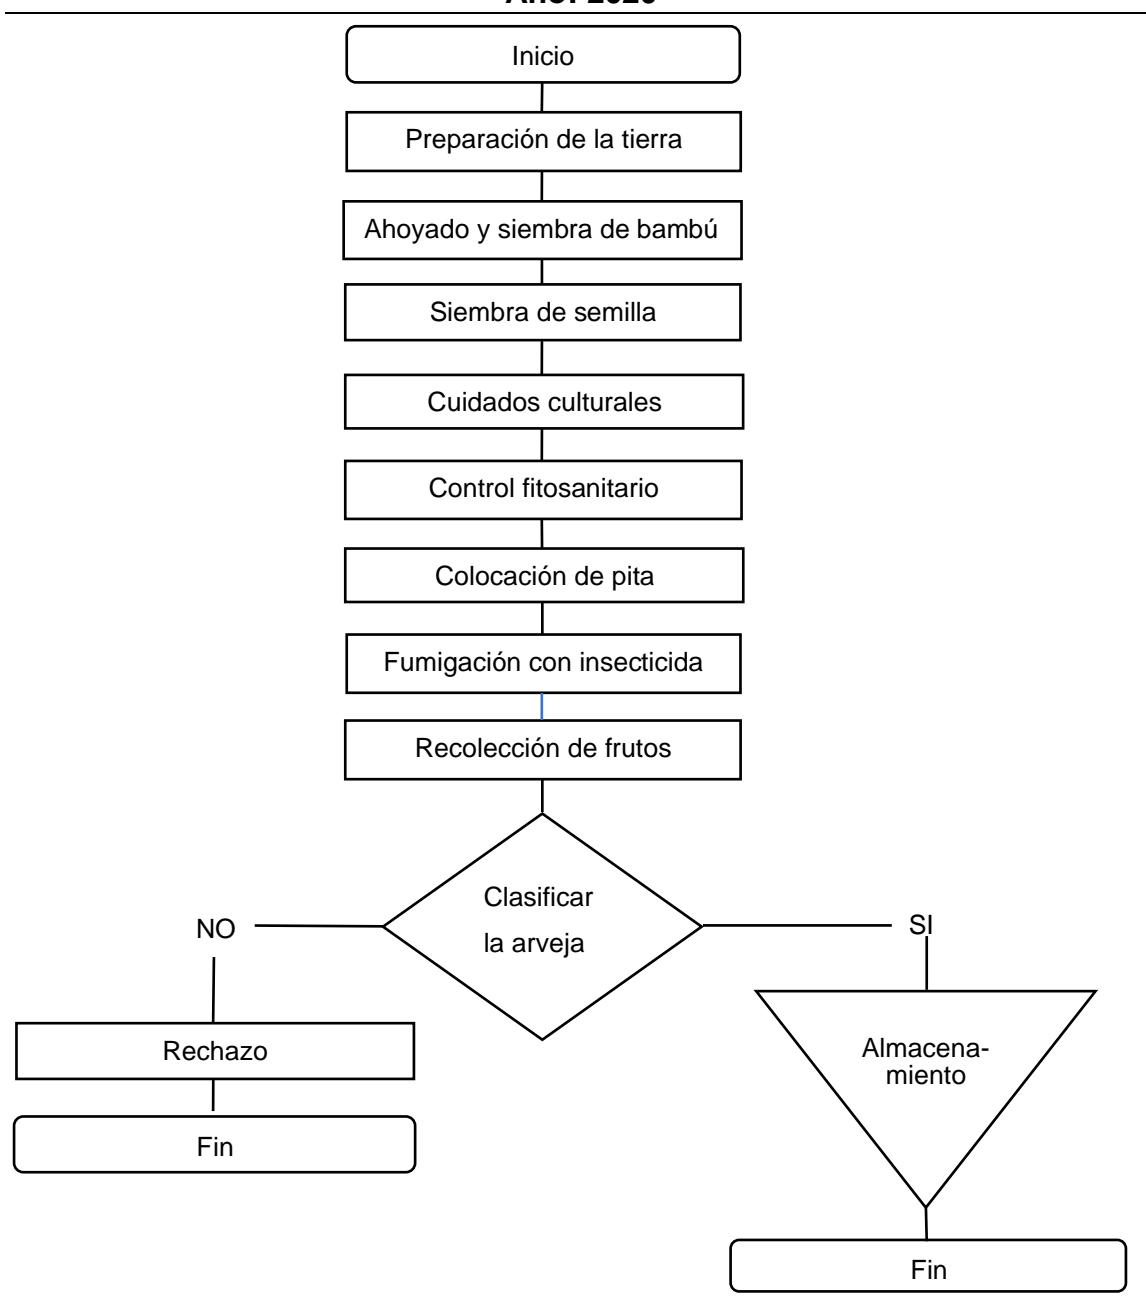 Inicio
Preparación de la tierra
Ahoyado y siembra de bambú
Siembra de semilla
Cuidados culturales
Control fitosanitario
Colocación de pita
Fumigación con insecticida
Recolección de frutos
Clasificar
la arveja
NO
SI
Rechazo
Almacena-
miento
Fin
Fin